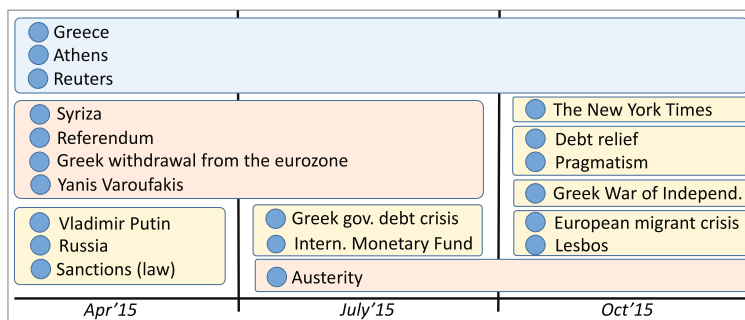 Greece
Athens
Reuters
Syriza
Referendum
Greek withdrawal from the eurozone
Yanis Varoufakis
Vladimir Putin
Russia
Sanctions (law)
Greek gov. debt crisis
Intern. Monetary Fund
Austerity
The New York Times
Debt relief
Pragmatism
Greek War of Independ.
European migrant crisis
Lesbos
Apr'15
July'15
Oct'15